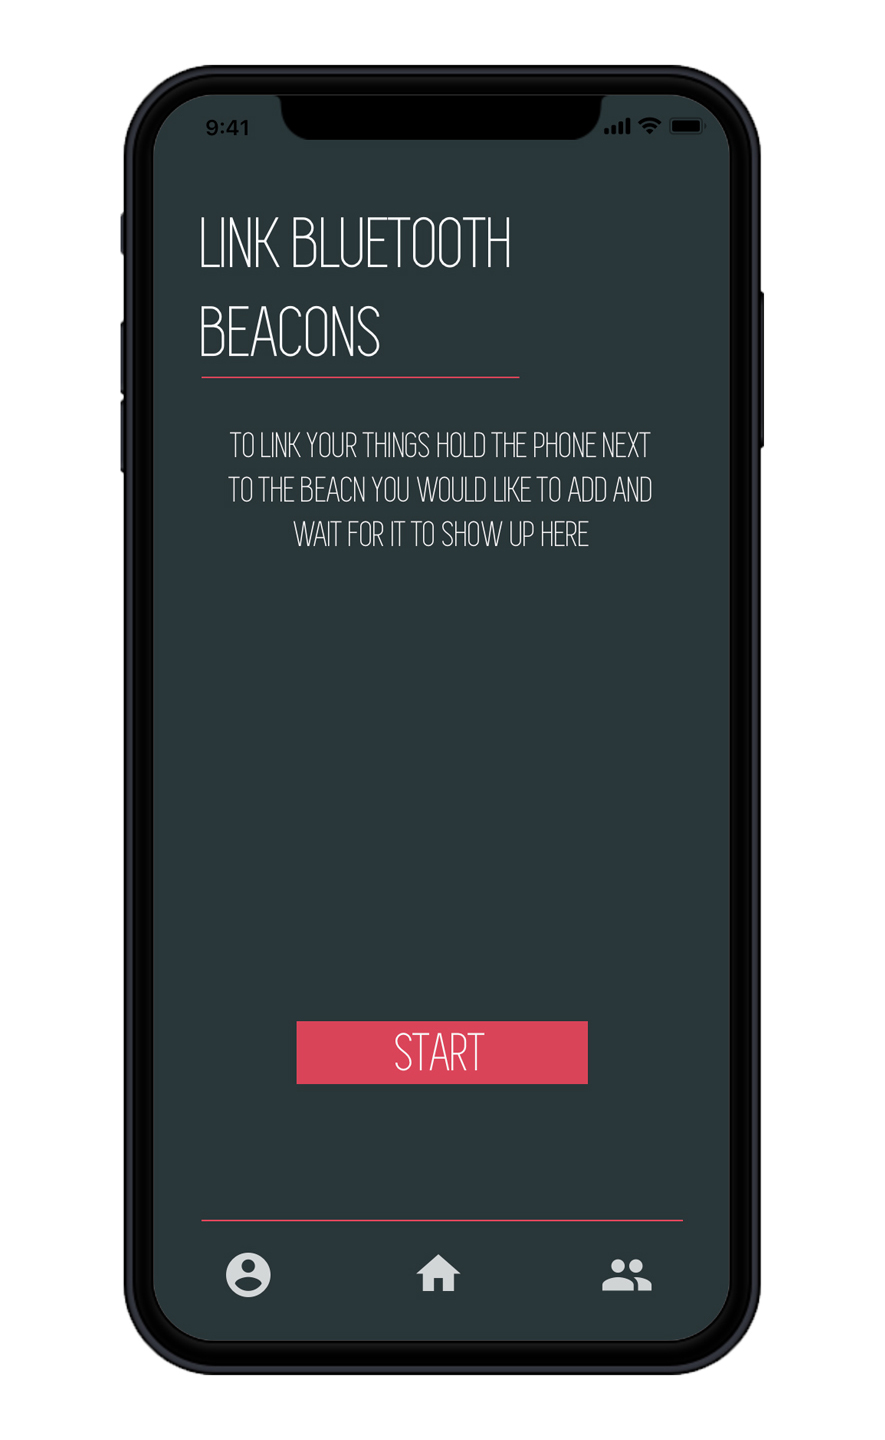 9:41
LINK BLUETOOTH
BEACONS
TO LINK YOUR THINGS HOLD THE PHONE NEXT
TO THE BEACN YOU WOULD LIKE TO ADD AND
WAIT FOR IT TO SHOW UP HERE
START